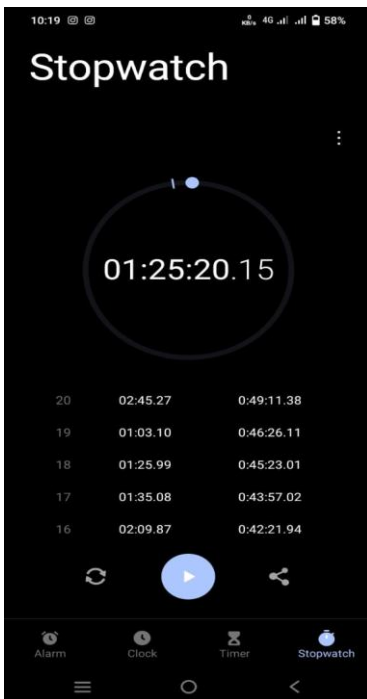 10:19 0 KB/s 4G 58%
Stopwatch
01:25:20.15
20 02:45.27 0:49:11.38
19 01:03.10 0:46:26.11
18 01:25.99 0:45:23.01
17 01:35.08 0:43:57.02
16 02:09.87 0:42:21.94
Alarm Clock Timer Stopwatch